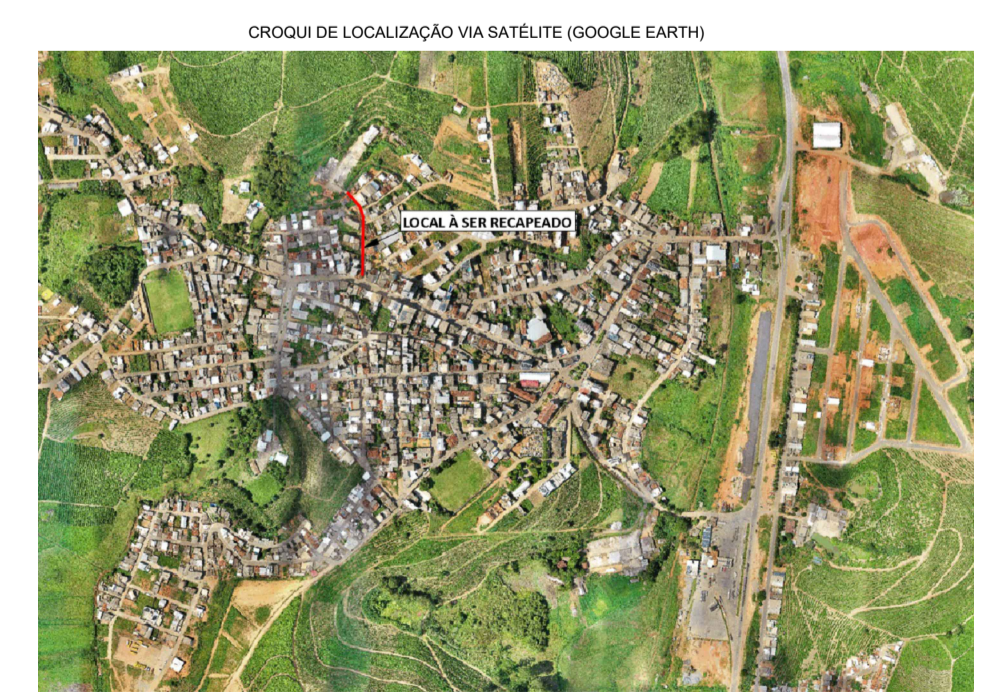 CROQUI DE LOCALIZAÇÃO VIA SATÉLITE (GOOGLE EARTH)
LOCAL À SER RECAPEADO